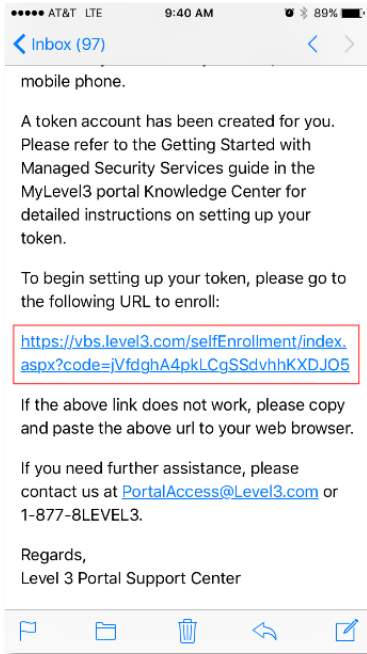 AT&T LTE 9:40 AM 89%
Inbox (97)
mobile phone.
A token account has been created for you.
Please refer to the Getting Started with
Managed Security Services guide in the
MyLevel3 portal Knowledge Center for
detailed instructions on setting up your
token.
To begin setting up your token, please go to
the following URL to enroll:
https://vbs.level3.com/selfEnrollment/index.
aspx?code=jVfdghA4pkLCgSSdvhhKXDJO5
If the above link does not work, please copy
and paste the above url to your web browser.
If you need further assistance, please
contact us at PortalAccess@Level3.com or
1-877-8LEVEL3.
Regards,
Level 3 Portal Support Center